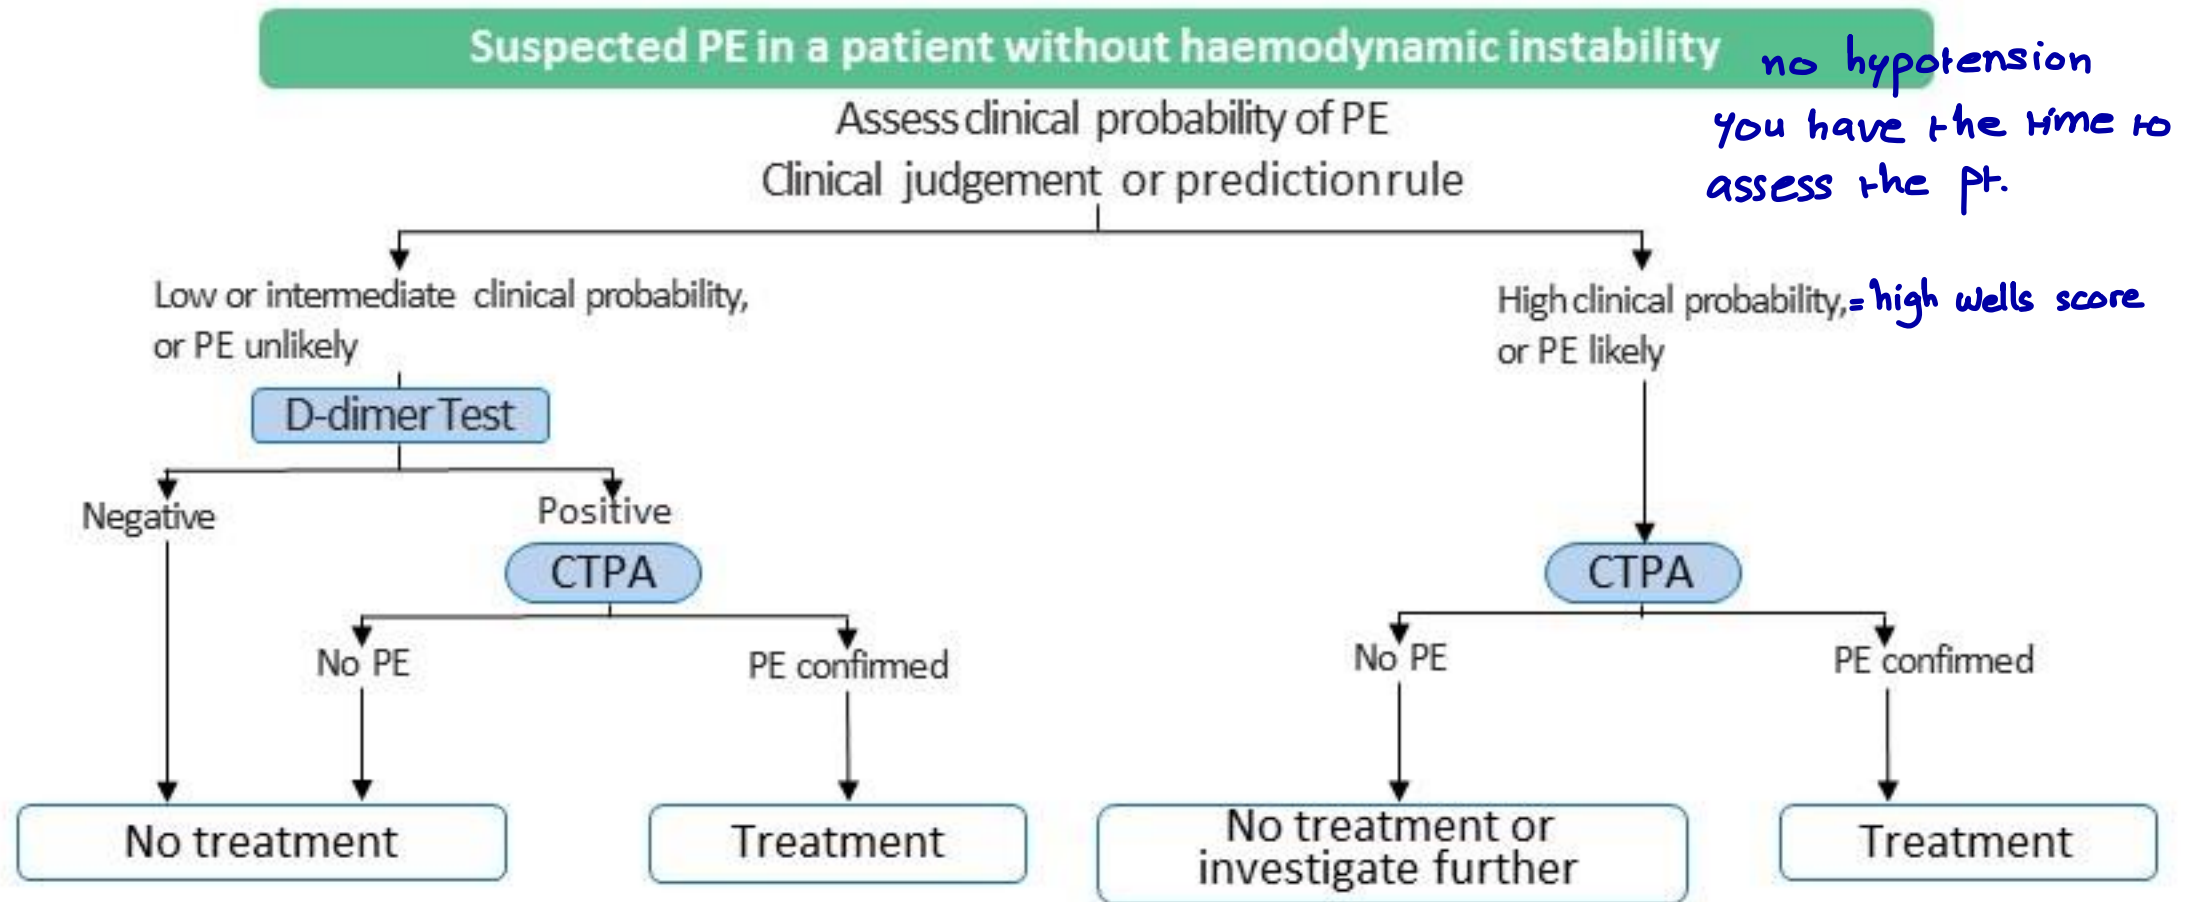 Suspected PE in a patient without haemodynamic instability
no hypotension
you have the time to
assess the pt.
Assess clinical probability of PE
Clinical judgement or prediction rule
Low or intermediate clinical probability,
or PE unlikely
High clinical probability, = high wells score
or PE likely
D-dimer Test
Negative
Positive
CTPA
CTPA
No PE
PE confirmed
No PE
PE confirmed
No treatment
Treatment
No treatment or
investigate further
Treatment